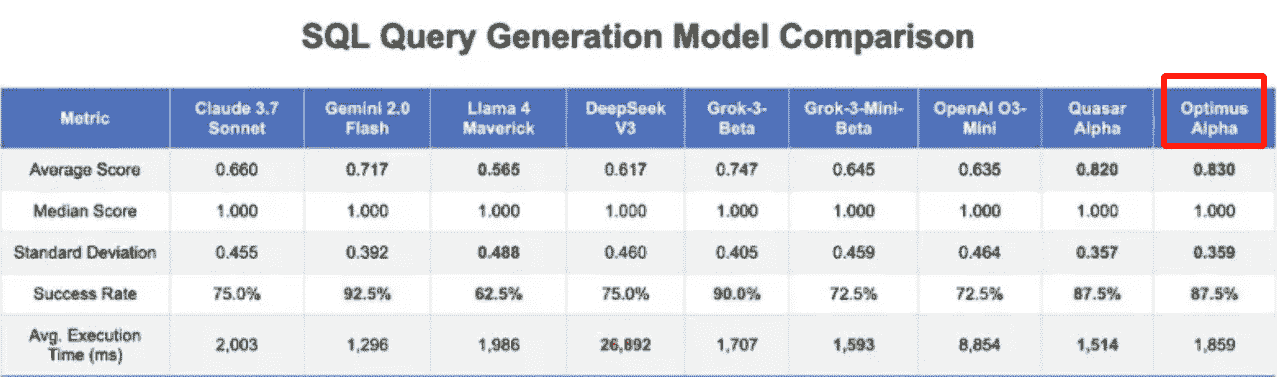 SQL Query Generation Model Comparison
Metric Claude 3.7 Sonnet Gemini 2.0 Flash Llama 4 Maverick DeepSeek V3 Grok-3-Beta Grok-3-Mini-Beta OpenAI O3-Mini Quasar Alpha Optimus Alpha
Average Score 0.660 0.717 0.565 0.617 0.747 0.645 0.635 0.820 0.830
Median Score 1.000 1.000 1.000 1.000 1.000 1.000 1.000 1.000 1.000
Standard Deviation 0.455 0.392 0.488 0.460 0.405 0.459 0.464 0.357 0.359
Success Rate 75.0% 92.5% 62.5% 75.0% 90.0% 72.5% 72.5% 87.5% 87.5%
Avg. Execution Time (ms) 2,003 1,296 1,986 26,892 1,707 1,593 8,854 1,514 1,859